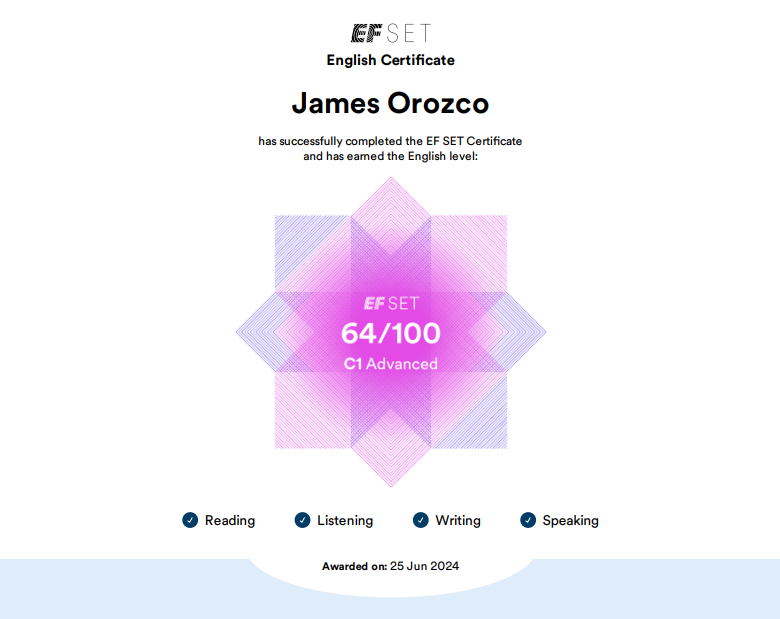 EF SET
English Certificate
James Orozco
has successfully completed the EF SET Certificate
and has earned the English level:
EF SET
64/100
C1 Advanced
Reading Listening Writing Speaking
Awarded on: 25 Jun 2024